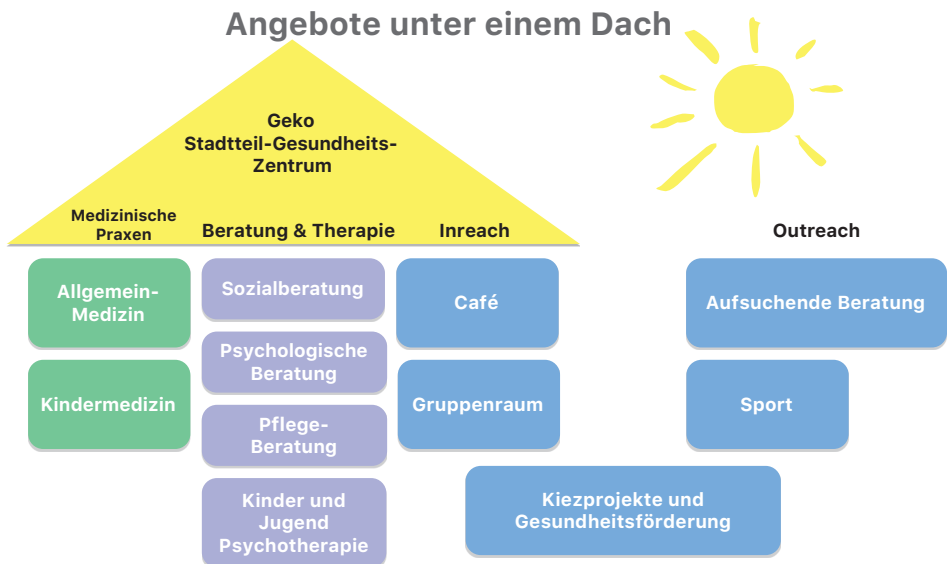 Angebote unter einem Dach
Geko
Stadtteil-Gesundheits-
Zentrum
Medizinische
Praxen
Beratung & Therapie
Inreach
Outreach
Allgemein-
Medizin
Kindermedizin
Sozialberatung
Psychologische
Beratung
Pflege-
Beratung
Kinder und
Jugend
Psychotherapie
Café
Gruppenraum
Aufsuchende Beratung
Sport
Kiezprojekte und
Gesundheitsförderung